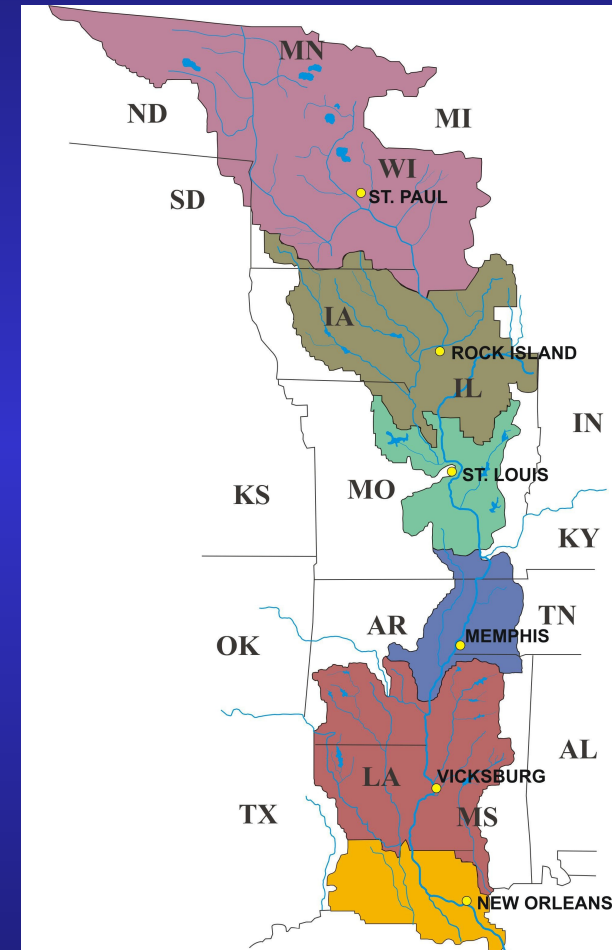 MN
ND
MI
WI
SD
ST. PAUL
IA
ROCK ISLAND
IL
IN
ST. LOUIS
MO
KS
KY
TN
AR
MEMPHIS
OK
AL
LA
VICKSBURG
TX
MS
NEW ORLEANS